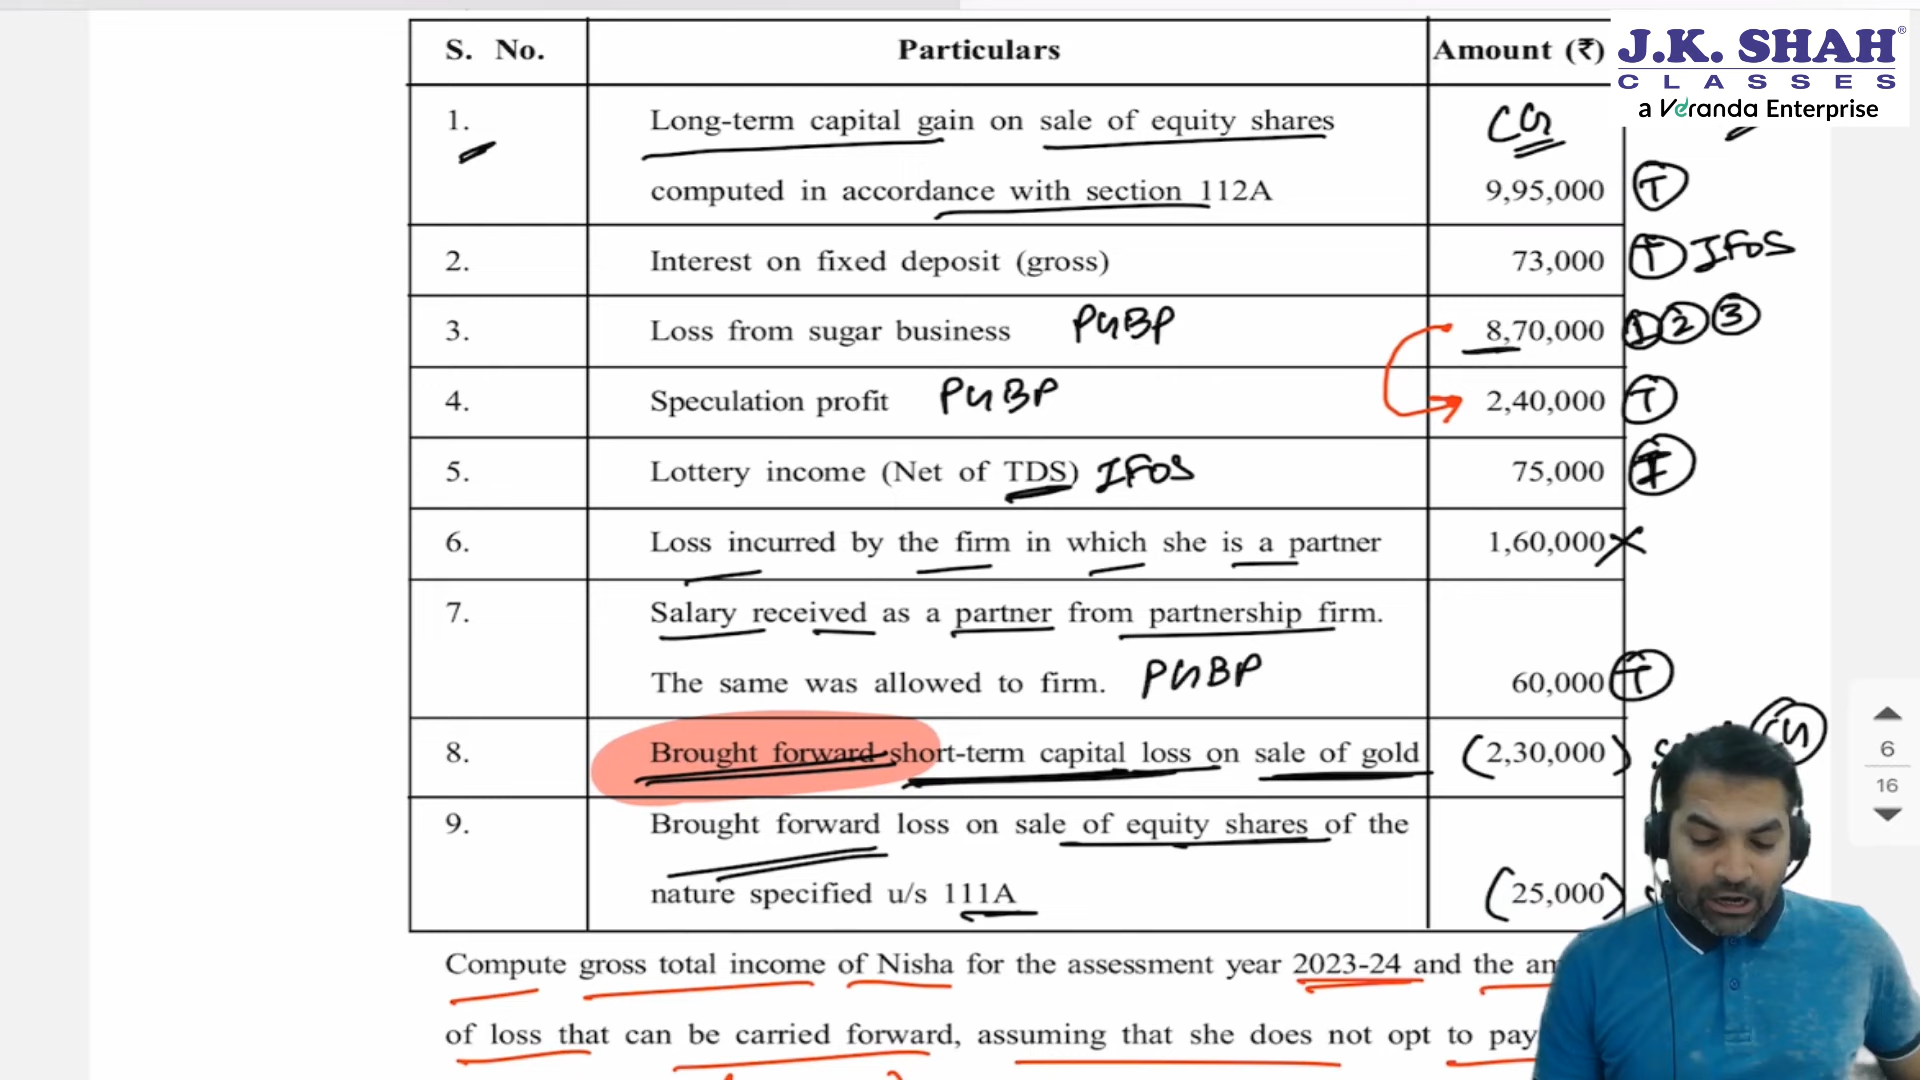 S. No. Particulars Amount (₹)
J.K. SHAH®
CLASSES
a Veranda Enterprise
1. Long-term capital gain on sale of equity shares CG
computed in accordance with section 112A 9,95,000 T
2. Interest on fixed deposit (gross) 73,000 T IFOS
3. Loss from sugar business PGBP 8,70,000 1 2 3
4. Speculation profit PGBP 2,40,000 T
5. Lottery income (Net of TDS) IFOS 75,000
6. Loss incurred by the firm in which she is a partner 1,60,000 X
7. Salary received as a partner from partnership firm.
The same was allowed to firm. PGBP 60,000 T
8. Brought forward short-term capital loss on sale of gold (2,30,000)
9. Brought forward loss on sale of equity shares of the
nature specified u/s 111A (25,000)
6
16
Compute gross total income of Nisha for the assessment year 2023-24 and the
of loss that can be carried forward, assuming that she does not opt to pay